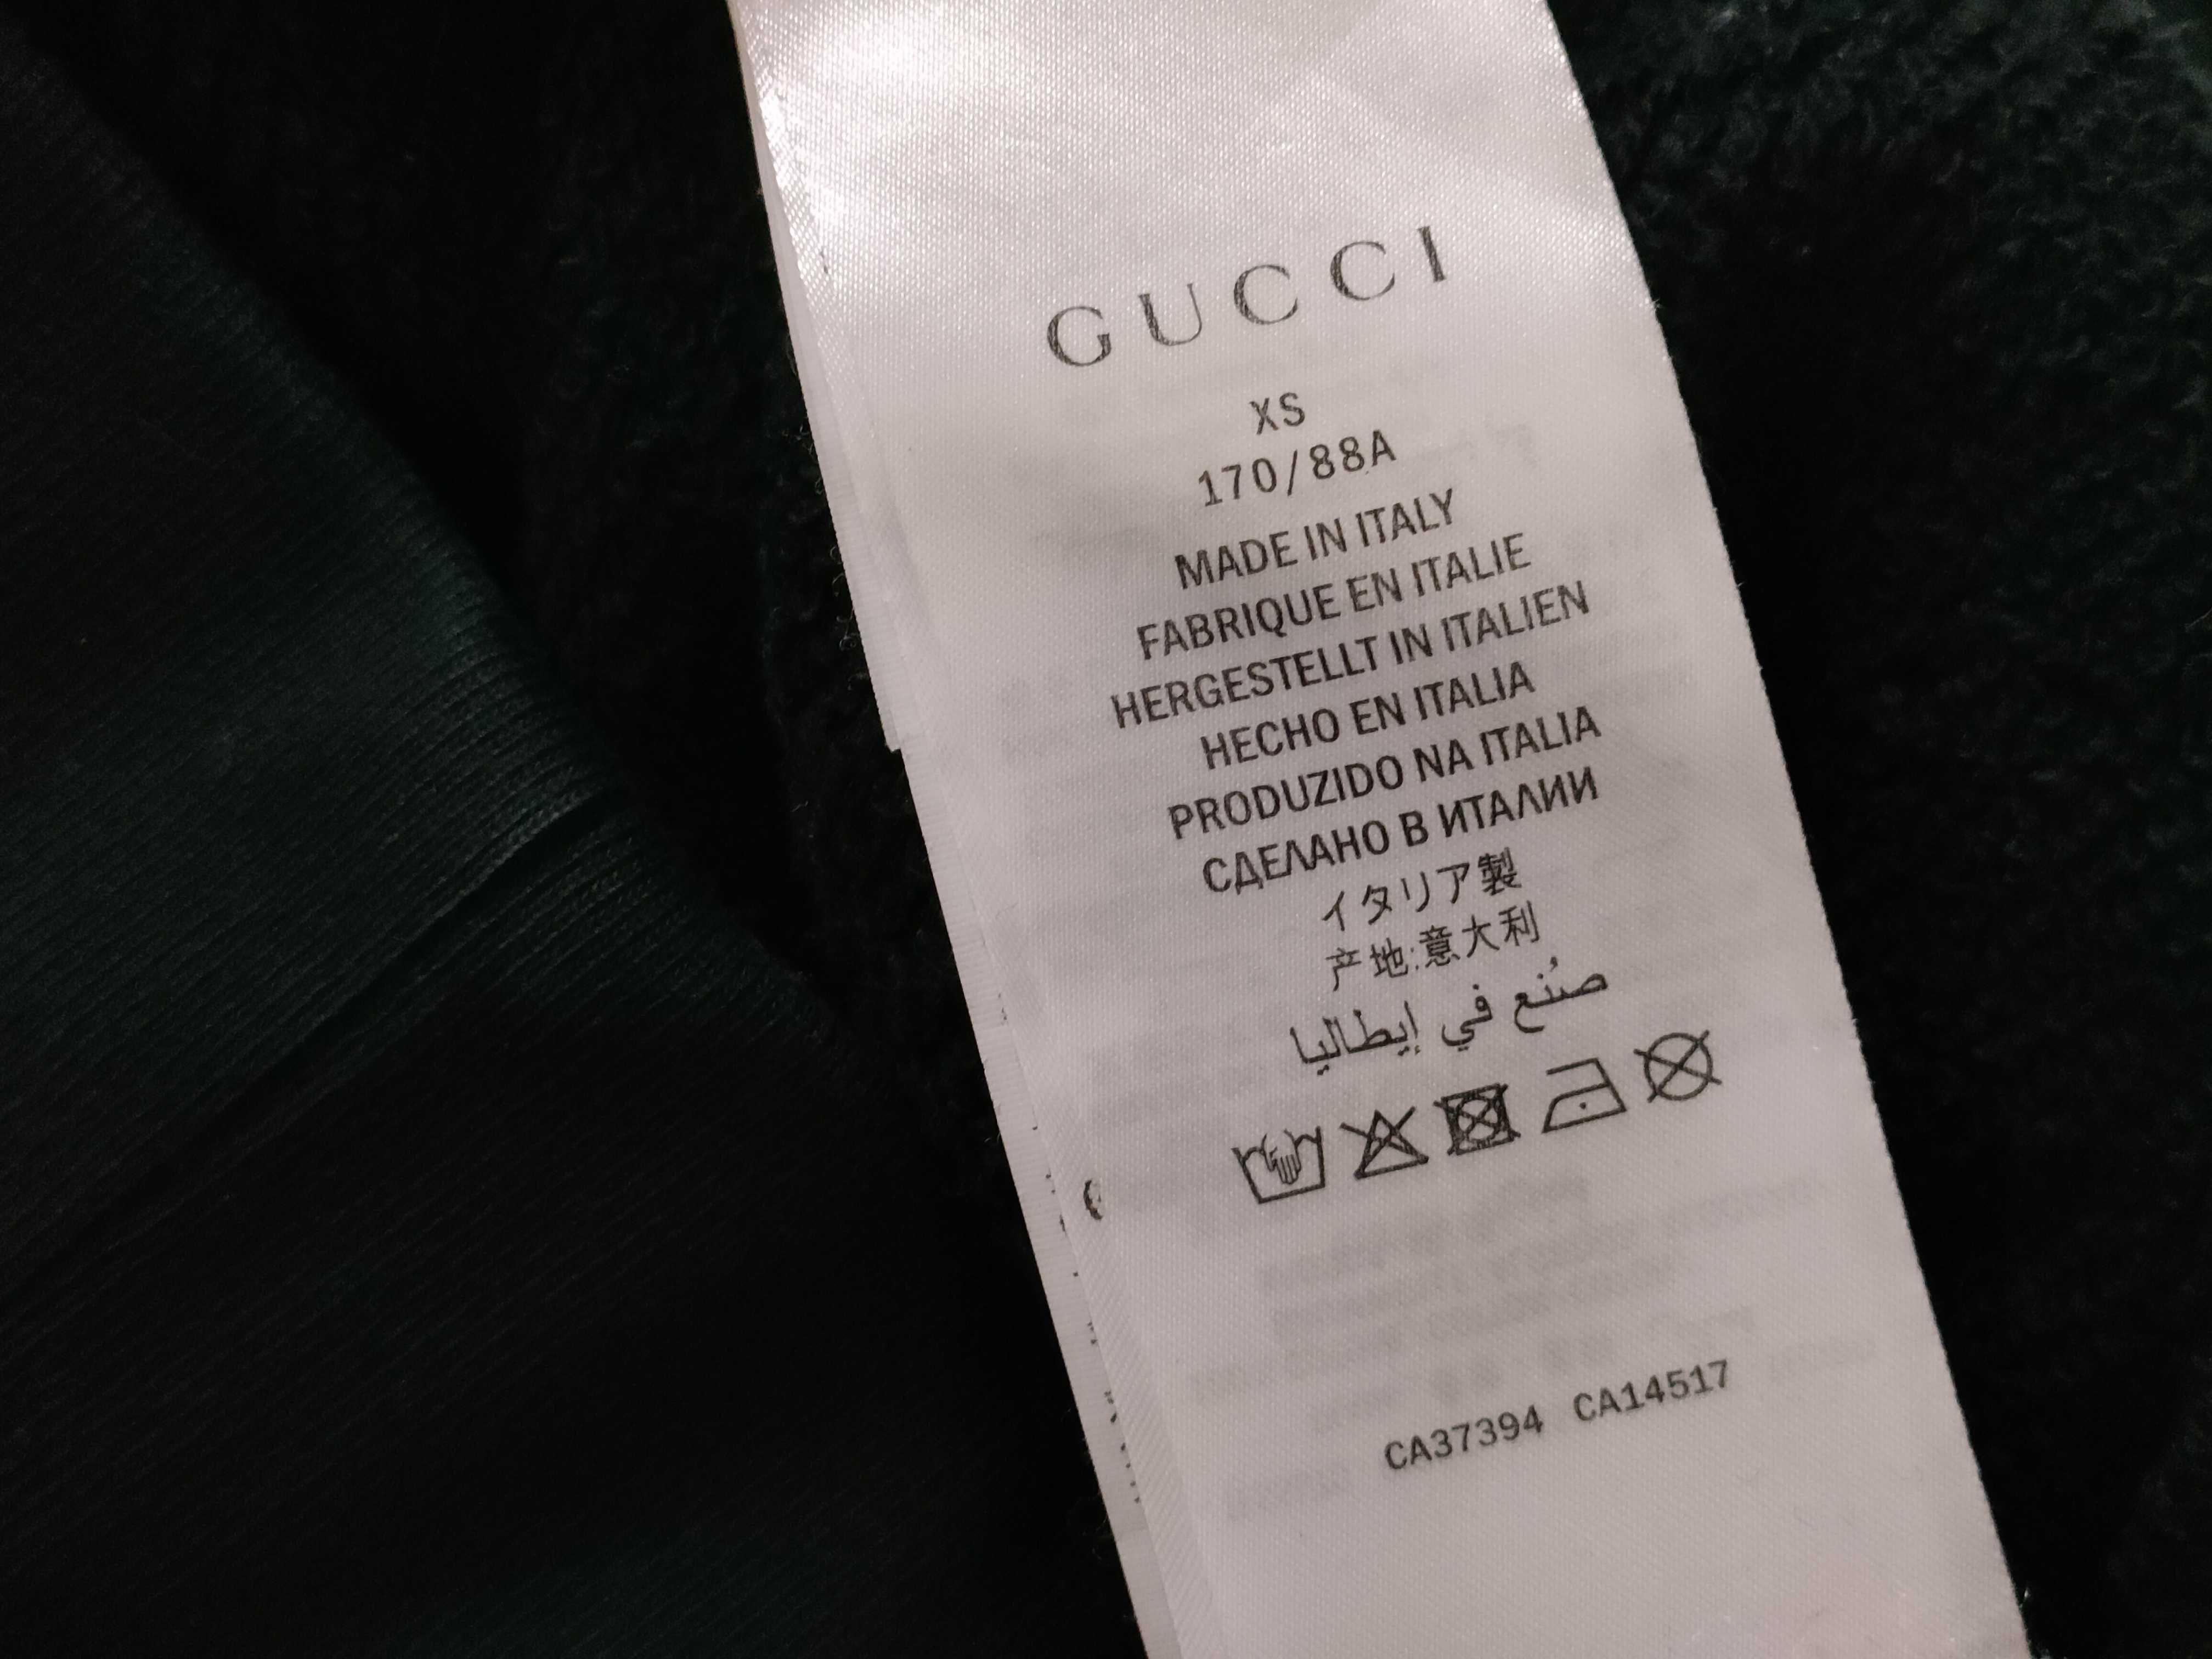 GUCCI
XS
170/88A
MADE IN ITALY
FABRIQUE EN ITALIE
HERGESTELLT IN ITALIEN
HECHO EN ITALIA
PRODUZIDO NA ITALIA
СДЕЛАНО В ИТАЛИИ
イタリア製
产地:意大利
صُنع في إيطاليا
CA37394 CA14517